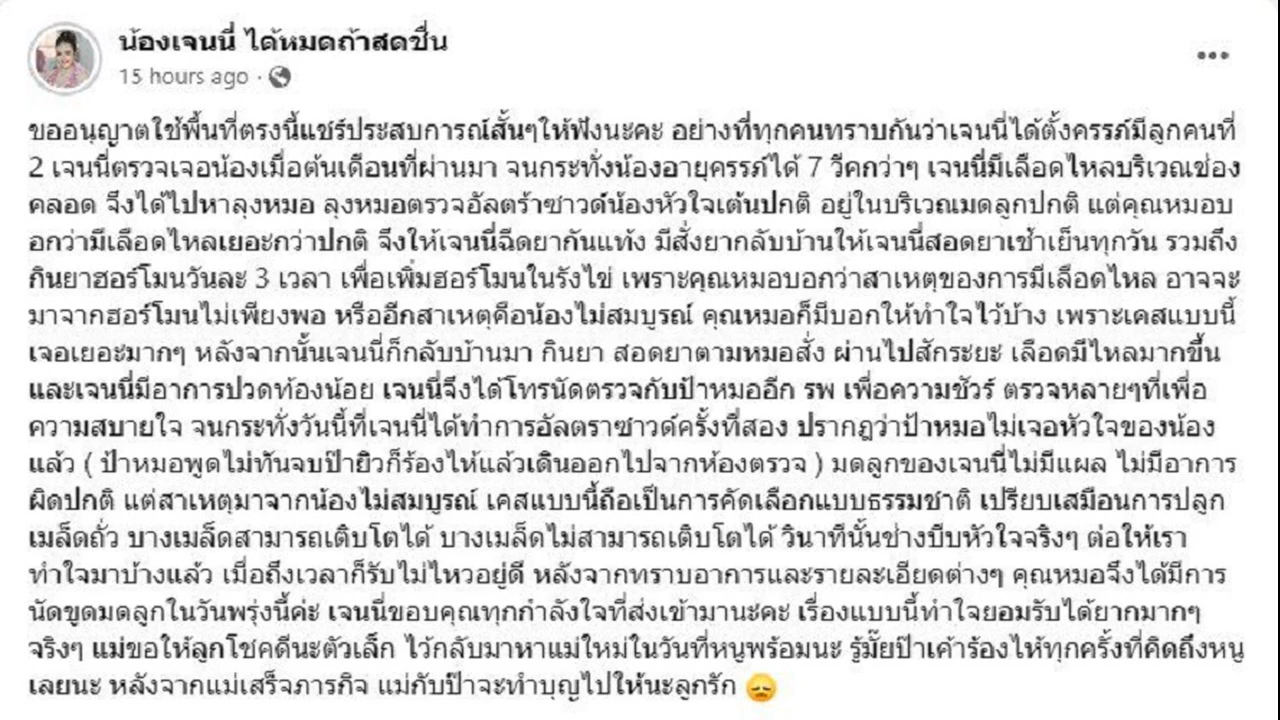 น้องเจนนี่ ได้หมดถ้าสดชื่น
15 hours ago ·
ขออนุญาตใช้พื้นที่ตรงนี้แชร์ประสบการณ์สั้นๆให้ฟังนะคะ อย่างที่ทุกคนทราบกันว่าเจนนี่ได้ตั้งครรภ์มีลูกคนที่
2 เจนนี่ตรวจเจอน้องเมื่อต้นเดือนที่ผ่านมา จนกระทั่งน้องอายุครรภ์ได้ 7 วีคกว่าๆ เจนนี่มีเลือดไหลบริเวณช่อง
คลอด จึงได้ไปหาลุงหมอ ลุงหมอตรวจอัลตร้าซาวด์น้องหัวใจเต้นปกติ อยู่ในบริเวณมดลูกปกติ แต่คุณหมอบ
อกว่ามีเลือดไหลเยอะกว่าปกติ จึงให้เจนนี่ฉีดยากันแท้ง มีสั่งยากลับบ้านให้เจนนี่สอดยาเช้าเย็นทุกวัน รวมถึง
กินยาฮอร์โมนวันละ 3 เวลา เพื่อเพิ่มฮอร์โมนในรังไข่ เพราะคุณหมอบอกว่าสาเหตุของการมีเลือดไหล อาจจะ
มาจากฮอร์โมนไม่เพียงพอ หรืออีกสาเหตุคือน้องไม่สมบูรณ์ คุณหมอก็มีบอกให้ทำใจไว้บ้าง เพราะเคสแบบนี้
เจอเยอะมากๆ หลังจากนั้นเจนนี่ก็กลับบ้านมา กินยา สอดยาตามหมอสั่ง ผ่านไปสักระยะ เลือดมีไหลมากขึ้น
และเจนนี่มีอาการปวดท้องน้อย เจนนี่จึงได้โทรนัดตรวจกับป้าหมออีก รพ เพื่อความชัวร์ ตรวจหลายๆที่เพื่อ
ความสบายใจ จนกระทั่งวันนี้ที่เจนนี่ได้ทำการอัลตราซาวด์ครั้งที่สอง ปรากฎว่าป้าหมอไม่เจอหัวใจของน้อง
แล้ว ( ป้าหมอพูดไม่ทันจบป๊ายิวก็ร้องไห้แล้วเดินออกไปจากห้องตรวจ ) มดลูกของเจนนี่ไม่มีแผล ไม่มีอาการ
ผิดปกติ แต่สาเหตุมาจากน้องไม่สมบูรณ์ เคสแบบนี้ถือเป็นการคัดเลือกแบบธรรมชาติ เปรียบเสมือนการปลูก
เมล็ดถั่ว บางเมล็ดสามารถเติบโตได้ บางเมล็ดไม่สามารถเติบโตได้ วินาทีนั้นช่างบีบหัวใจจริงๆ ต่อให้เรา
ทำใจมาบ้างแล้ว เมื่อถึงเวลาก็รับไม่ไหวอยู่ดี หลังจากทราบอาการและรายละเอียดต่างๆ คุณหมอจึงได้มีการ
นัดขูดมดลูกในวันพรุ่งนี้ค่ะ เจนนี่ขอบคุณทุกกำลังใจที่ส่งเข้ามานะคะ เรื่องแบบนี้ทำใจยอมรับได้ยากมากๆ
จริงๆ แม่ขอให้ลูกโชคดีนะตัวเล็ก ไว้กลับมาหาแม่ใหม่ในวันที่หนูพร้อมนะ รู้มั๊ยป๊าเค้าร้องไห้ทุกครั้งที่คิดถึงหนู
เลยนะ หลังจากแม่เสร็จภารกิจ แม่กับป๊าจะทำบุญไปให้นะลูกรัก 😞